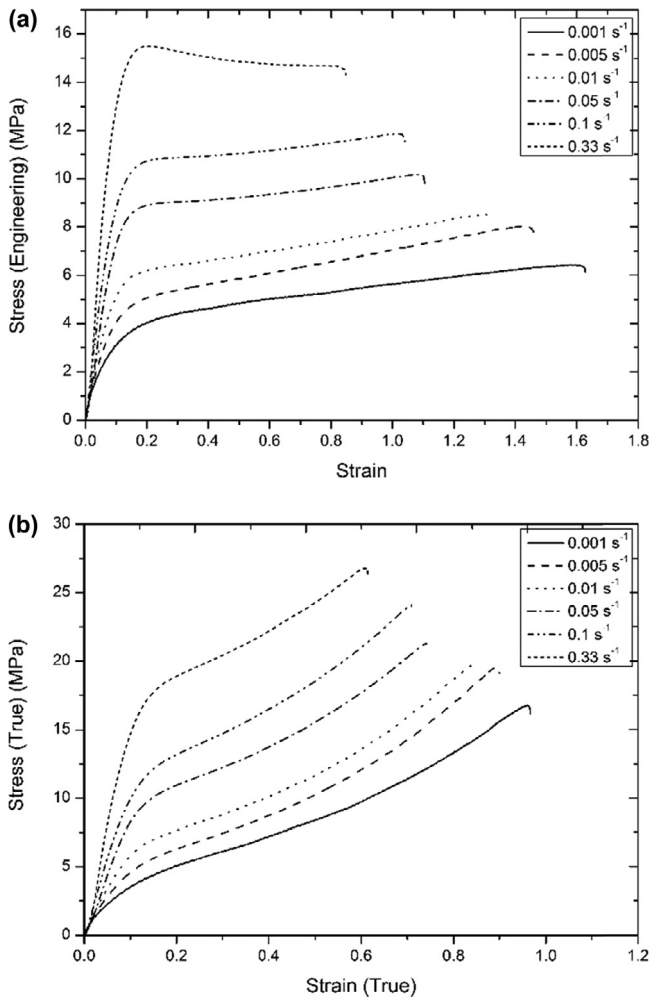 (a)
Stress (Engineering) (MPa)
16
14
12
10
8
6
4
2
0
0.0 0.2 0.4 0.6 0.8 1.0 1.2 1.4 1.6 1.8
Strain
0.001 s⁻¹
0.005 s⁻¹
0.01 s⁻¹
0.05 s⁻¹
0.1 s⁻¹
0.33 s⁻¹
(b)
Stress (True) (MPa)
30
25
20
15
10
5
0
0.0 0.2 0.4 0.6 0.8 1.0 1.2
Strain (True)
0.001 s⁻¹
0.005 s⁻¹
0.01 s⁻¹
0.05 s⁻¹
0.1 s⁻¹
0.33 s⁻¹